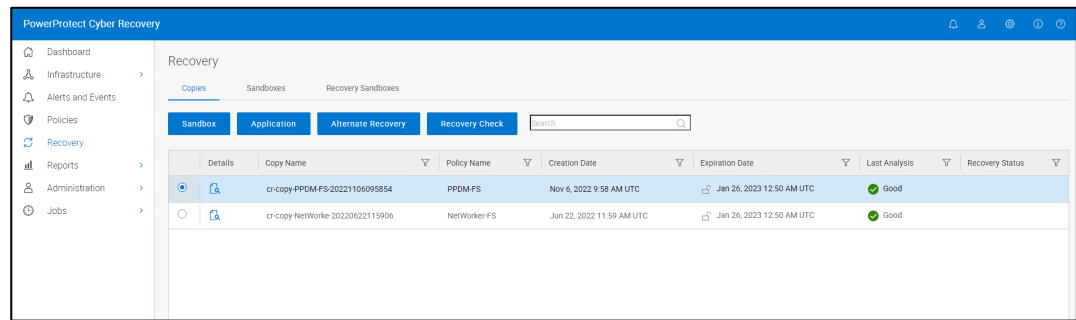 PowerProtect Cyber Recovery
Dashboard
Infrastructure
Alerts and Events
Policies
Recovery
Reports
Administration
Jobs
Recovery
Copies Sandboxes Recovery Sandboxes
Sandbox Application Alternate Recovery Recovery Check Search
Details Copy Name Policy Name Creation Date Expiration Date Last Analysis Recovery Status
cr-copy-PPDM-FS-20221106095854 PPDM-FS Nov 6, 2022 9:58 AM UTC Jan 26, 2023 12:50 AM UTC Good
cr-copy-NetWorke-20220622115906 NetWorker-FS Jun 22, 2022 11:59 AM UTC Jan 26, 2023 12:50 AM UTC Good